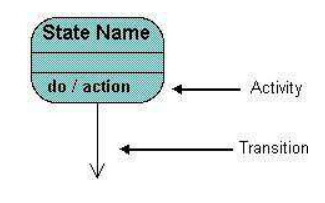 State Name
do / action
Activity
Transition